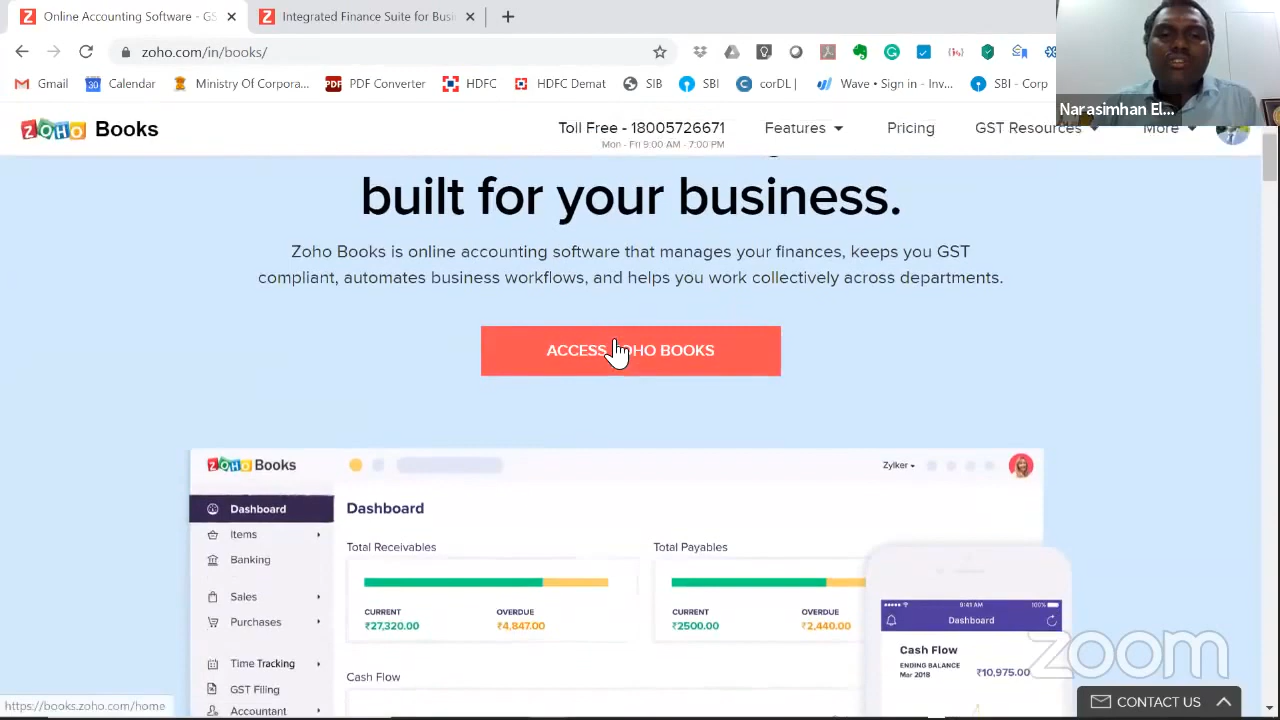 Online Accounting Software - GS
Integrated Finance Suite for Busi
zoho.com/in/books/
Gmail
Calendar
Ministry Of Corpora...
PDF
PDF Converter
HDFC
HDFC Demat
SIB
SBI
corDL |
Wave • Sign in - Inv...
SBI - Corp
Narasimhan El...
ZOHO Books
Toll Free - 18005726671
Mon - Fri 9:00 AM - 7:00 PM
Features
Pricing
GST Resources
More
built for your business.
Zoho Books is online accounting software that manages your finances, keeps you GST
compliant, automates business workflows, and helps you work collectively across departments.
ACCESS ZOHO BOOKS
ZOHO Books
Zylker
Dashboard
Items
Banking
Sales
Purchases
Time Tracking
GST Filing
Accountant
Dashboard
Total Receivables
CURRENT OVERDUE
₹27,320.00 ₹4,847.00
Total Payables
CURRENT OVERDUE
₹2500.00 ₹2,440.00
Cash Flow
9:41 AM 100%
Dashboard
Cash Flow
ENDING BALANCE
Mar 2018
₹10,975.00
zoom
CONTACT US
https://books.zoho.com/home